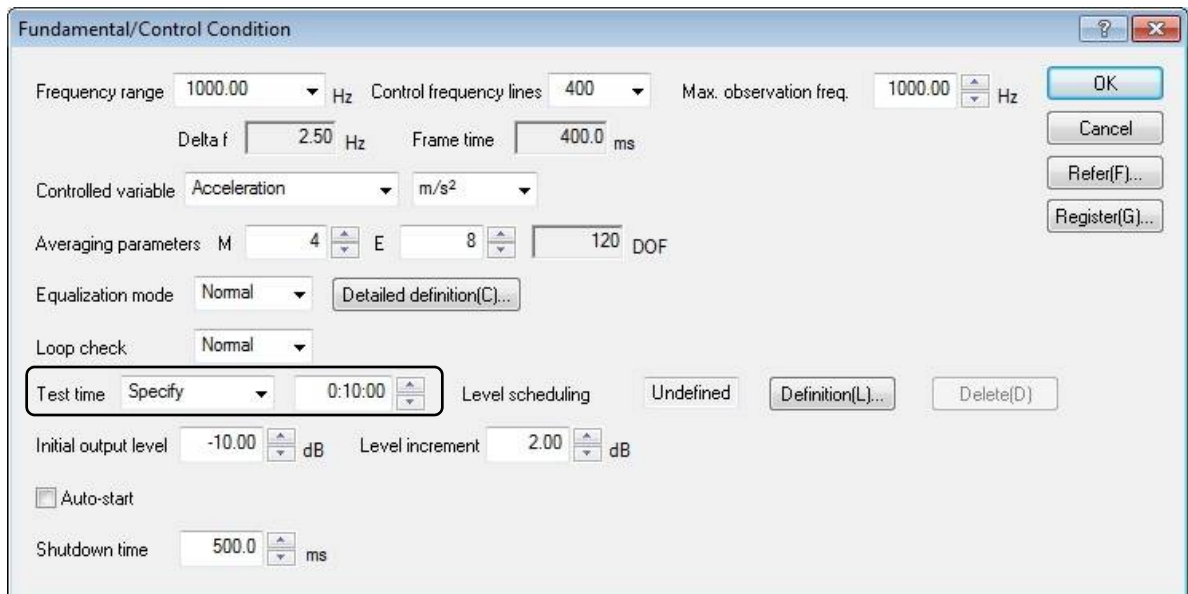 Fundamental/Control Condition
Frequency range 1000.00 Hz Control frequency lines 400 Max. observation freq. 1000.00 Hz OK
Delta f 2.50 Hz Frame time 400.0 ms Cancel
Controlled variable Acceleration m/s² Refer(F)...
Register(G)...
Averaging parameters M 4 E 8 120 DOF
Equalization mode Normal Detailed definition(C)...
Loop check Normal
Test time Specify 0:10:00 Level scheduling Undefined Definition(L)... Delete(D)
Initial output level -10.00 dB Level increment 2.00 dB
Auto-start
Shutdown time 500.0 ms